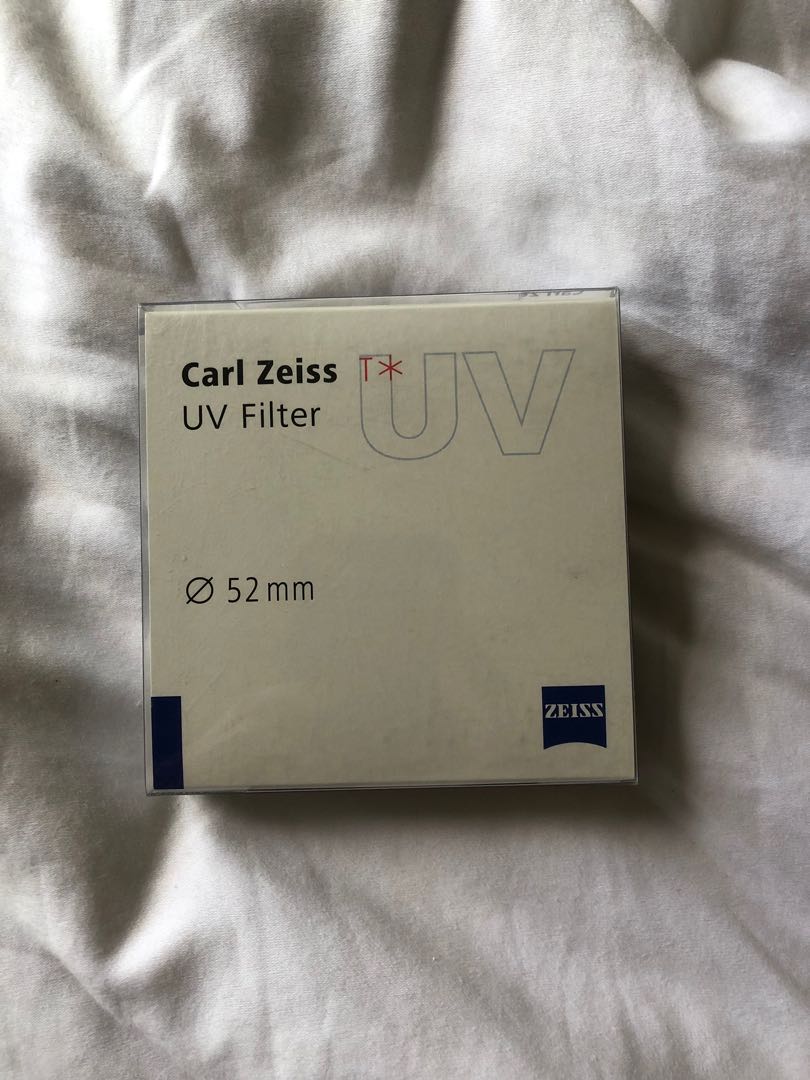 Carl Zeiss T*
UV Filter
UV
Ø 52 mm
ZEISS